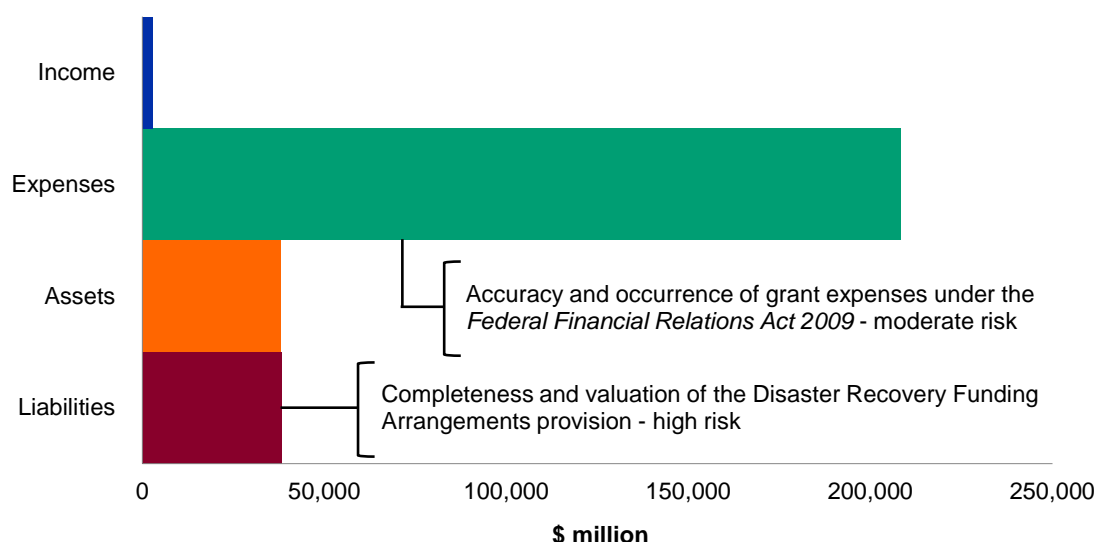 Income
Expenses
Assets
Accuracy and occurrence of grant expenses under the
Federal Financial Relations Act 2009 - moderate risk
Liabilities
Completeness and valuation of the Disaster Recovery Funding
Arrangements provision - high risk
0 50,000 100,000 150,000 200,000 250,000
$ million